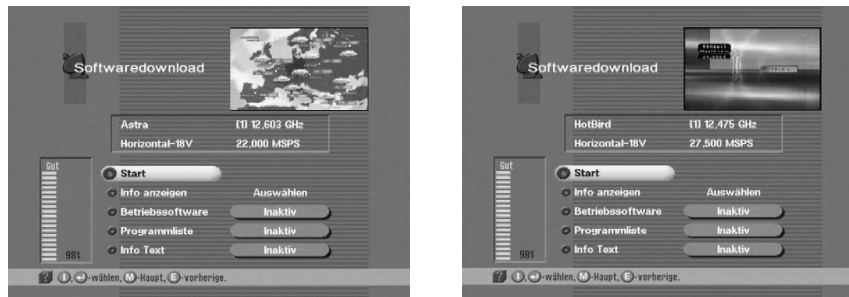 Softwaredownload
Astra [1] 12,603 GHz
Horizontal-18V 22,000 MSPS
Gut
Start
Info anzeigen Auswählen
Betriebssoftware Inaktiv
Programmliste Inaktiv
Info Text Inaktiv
98%
-wählen, M-Haupt, E-vorherige.
Softwaredownload
HotBird [1] 12,475 GHz
Horizontal-18V 27,500 MSPS
Gut
Start
Info anzeigen Auswählen
Betriebssoftware Inaktiv
Programmliste Inaktiv
Info Text Inaktiv
98%
-wählen, M-Haupt, E-vorherige.